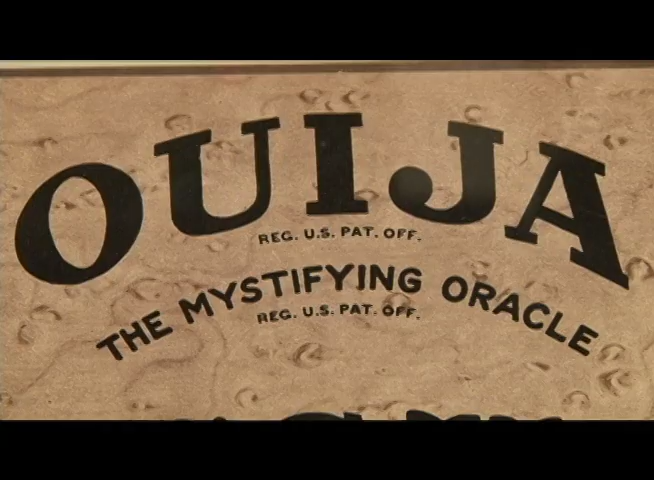 OUIJA
REG. U.S. PAT. OFF.
THE MYSTIFYING ORACLE
REG. U.S. PAT. OFF.